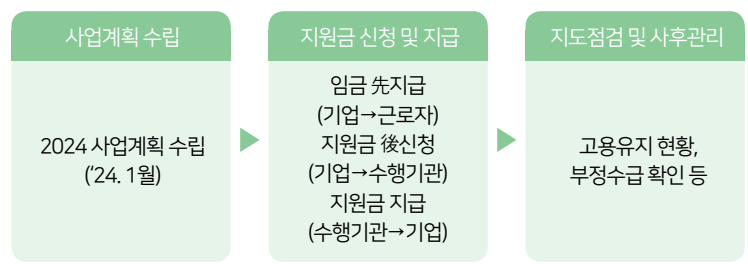 사업계획 수립
2024 사업계획 수립
(‘24. 1월)
지원금 신청 및 지급
임금 先지급
(기업→근로자)
지원금 後신청
(기업→수행기관)
지원금 지급
(수행기관→기업)
지도점검 및 사후관리
고용유지 현황,
부정수급 확인 등